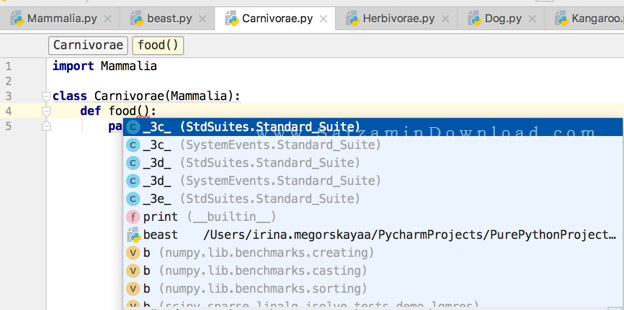 Mammalia.py beast.py Carnivorae.py Herbivorae.py Dog.py Kangaroo.
Carnivorae food()
1 import Mammalia
2
3 class Carnivorae(Mammalia):
4 def food():
5 pa
_3c_ (StdSuites.Standard_Suite)
www.SarzaminDownload.com
_3c_ (SystemEvents.Standard_Suite)
_3d_ (StdSuites.Standard_Suite)
_3d_ (SystemEvents.Standard_Suite)
_3e_ (StdSuites.Standard_Suite)
f print (__builtin__)
beast /Users/irina.megorskayaa/PycharmProjects/PurePythonProject…
V b (numpy.lib.benchmarks.creating)
V b (numpy.lib.benchmarks.casting)
V b (numpy.lib.benchmarks.sorting)
b (scipy.sparse.linalg.isolve.tests.demo_lgmres)